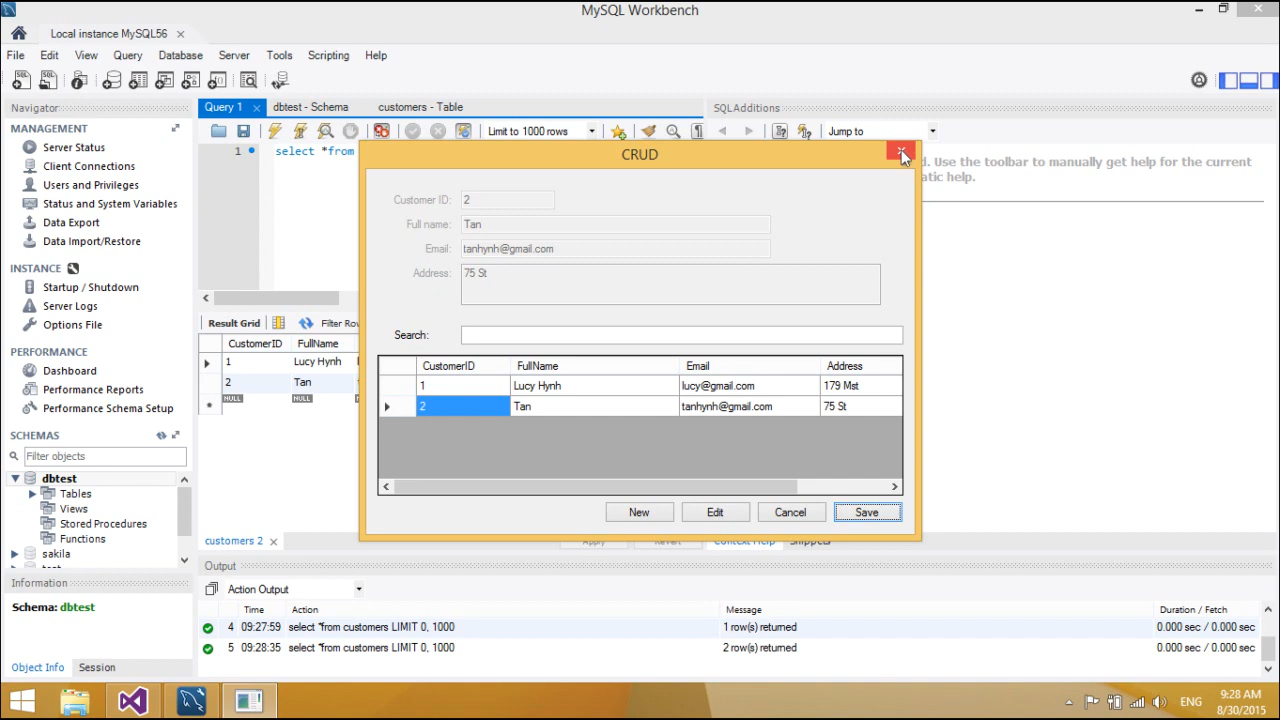 MySQL Workbench
Local instance MySQL56
File Edit View Query Database Server Tools Scripting Help
Navigator
Query 1 dbtest - Schema customers - Table
SQLAdditions
MANAGEMENT
Server Status
Client Connections
Users and Privileges
Status and System Variables
Data Export
Data Import/Restore
INSTANCE
Startup / Shutdown
Server Logs
Options File
PERFORMANCE
Dashboard
Performance Reports
Performance Schema Setup
SCHEMAS
Filter objects
dbtest
Tables
Views
Stored Procedures
Functions
sakila
Information
Schema: dbtest
Object Info Session
Limit to 1000 rows
Jump to
1 select *from
d. Use the toolbar to manually get help for the current
atic help.
Result Grid Filter Ro
CustomerID FullName
1 Lucy Hynh
2 Tan
NULL NULL
CRUD
Customer ID: 2
Full name: Tan
Email: tanhynh@gmail.com
Address: 75 St
Search:
CustomerID FullName Email Address
1 Lucy Hynh lucy@gmail.com 179 Mst
2 Tan tanhynh@gmail.com 75 St
New Edit Cancel Save
customers 2
Apply Revert Context Help Snippets
Output
Action Output
Time Action Message Duration / Fetch
4 09:27:59 select *from customers LIMIT 0, 1000 1 row(s) returned 0.000 sec / 0.000 sec
5 09:28:35 select *from customers LIMIT 0, 1000 2 row(s) returned 0.000 sec / 0.000 sec
ENG
9:28 AM
8/30/2015